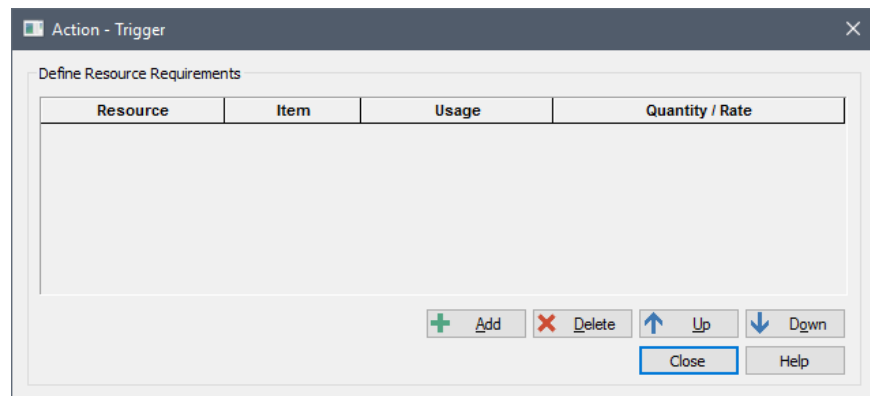 Action - Trigger
Define Resource Requirements
Resource Item Usage Quantity / Rate
Add Delete Up Down
Close Help